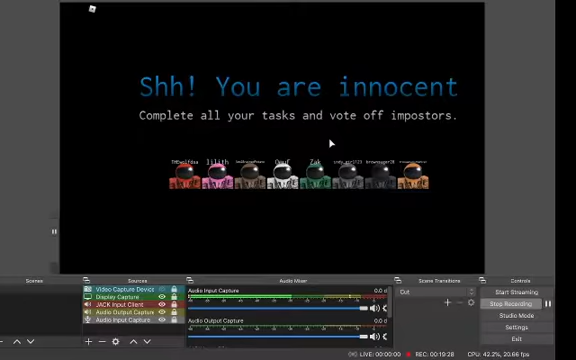 Shh! You are innocent
Complete all your tasks and vote off impostors.
lilith
Zak
Scenes
Sources
Audio Mixer
Scene Transitions
Controls
Video Capture Device
Display Capture
JACK Input Client
Audio Output Capture
Audio Input Capture
Audio Input Capture
Audio Output Capture
Cut
Start Streaming
Stop Recording
Studio Mode
Settings
Exit
LIVE: 00:00:00
REC: 00:19:28
CPU: 42.2%, 20.66 fps